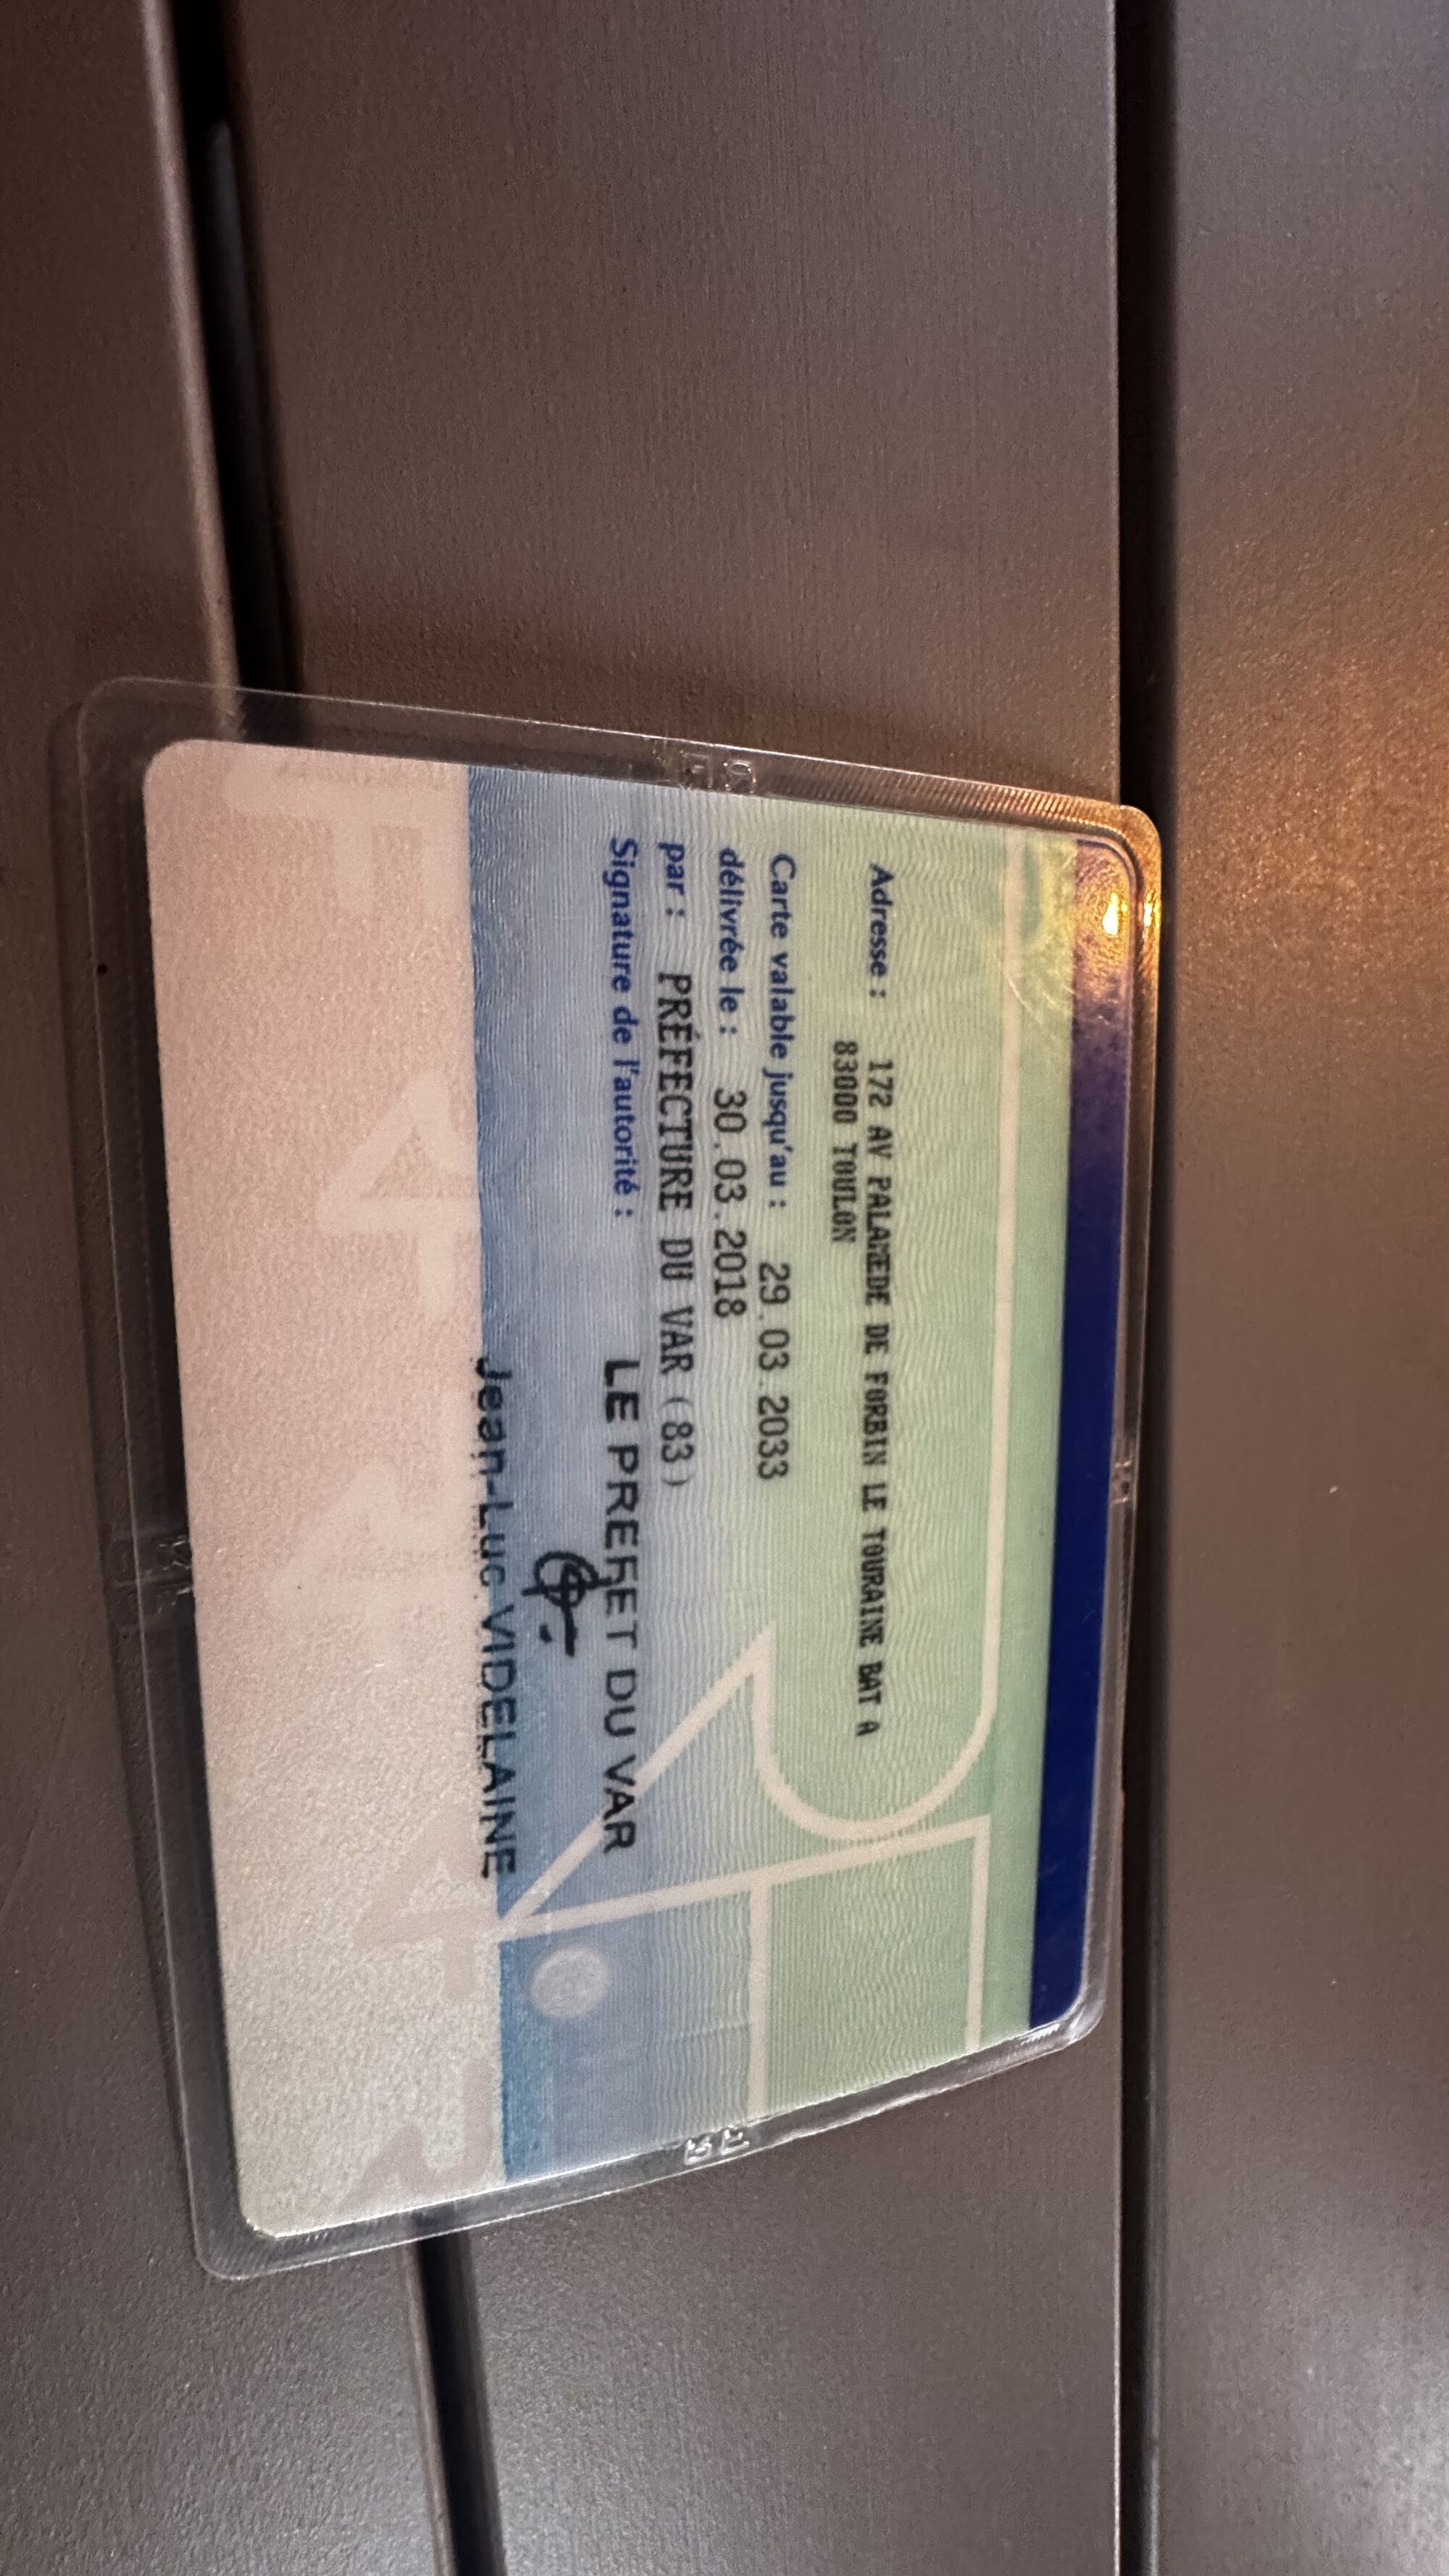 Adresse : 172 AV PALAMEDE DE FORBIN LE TOURAINE BAT A
83000 TOULON
Carte valable jusqu'au : 29.03.2033
délivrée le : 30.03.2018
par : PRÉFECTURE DU VAR (83)
Signature de l'autorité : LE PREFET DU VAR
Jean-Luc VIDELAINE